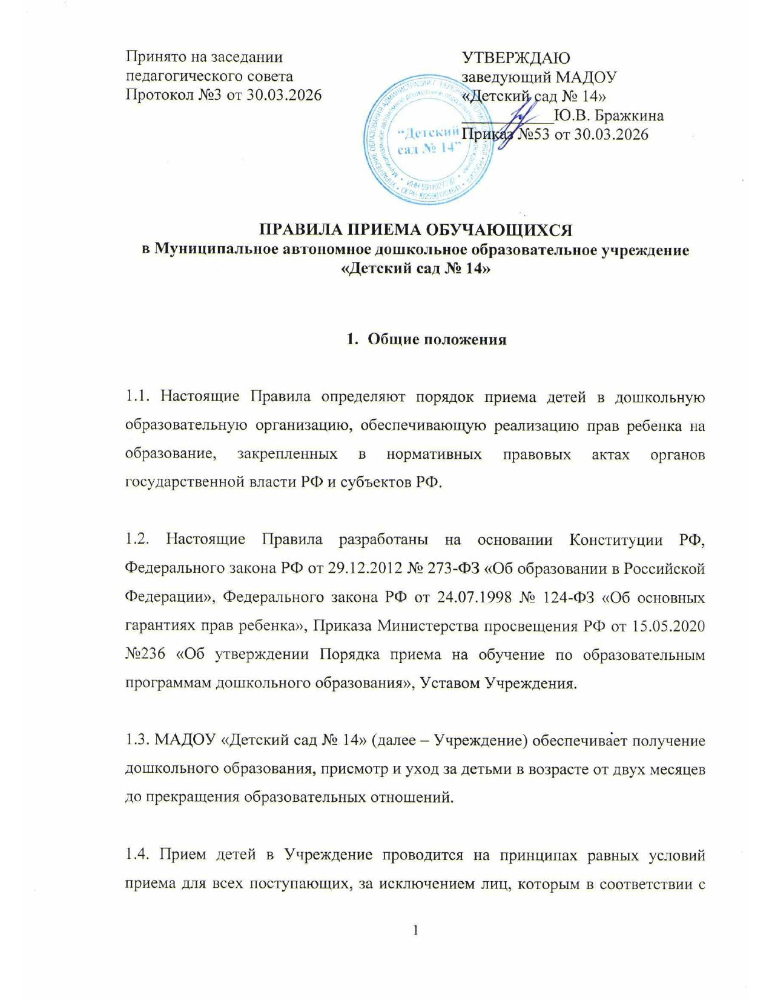 Принято на заседании
педагогического совета
Протокол №3 от 30.03.2026
УТВЕРЖДАЮ
заведующий МАДОУ
«Детский сад № 14»
___________Ю.В. Бражкина
Приказ №53 от 30.03.2026
“Детский
сад № 14”
ПРАВИЛА ПРИЕМА ОБУЧАЮЩИХСЯ
в Муниципальное автономное дошкольное образовательное учреждение
«Детский сад № 14»
1. Общие положения
1.1. Настоящие Правила определяют порядок приема детей в дошкольную
образовательную организацию, обеспечивающую реализацию прав ребенка на
образование, закрепленных в нормативных правовых актах органов
государственной власти РФ и субъектов РФ.
1.2. Настоящие Правила разработаны на основании Конституции РФ,
Федерального закона РФ от 29.12.2012 № 273-ФЗ «Об образовании в Российской
Федерации», Федерального закона РФ от 24.07.1998 № 124-ФЗ «Об основных
гарантиях прав ребенка», Приказа Министерства просвещения РФ от 15.05.2020
№236 «Об утверждении Порядка приема на обучение по образовательным
программам дошкольного образования», Уставом Учреждения.
1.3. МАДОУ «Детский сад № 14» (далее – Учреждение) обеспечивает получение
дошкольного образования, присмотр и уход за детьми в возрасте от двух месяцев
до прекращения образовательных отношений.
1.4. Прием детей в Учреждение проводится на принципах равных условий
приема для всех поступающих, за исключением лиц, которым в соответствии с
1